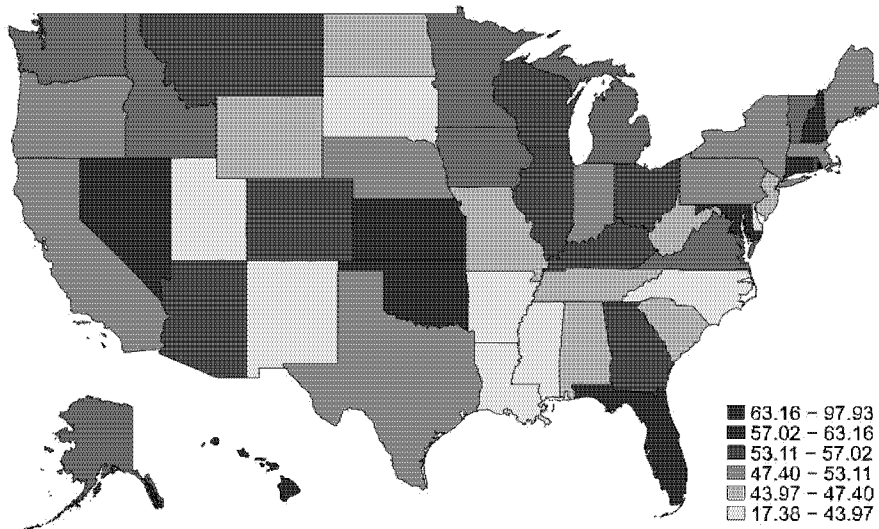 63.16 – 97.93
57.02 – 63.16
53.11 – 57.02
47.40 – 53.11
43.97 – 47.40
17.38 – 43.97